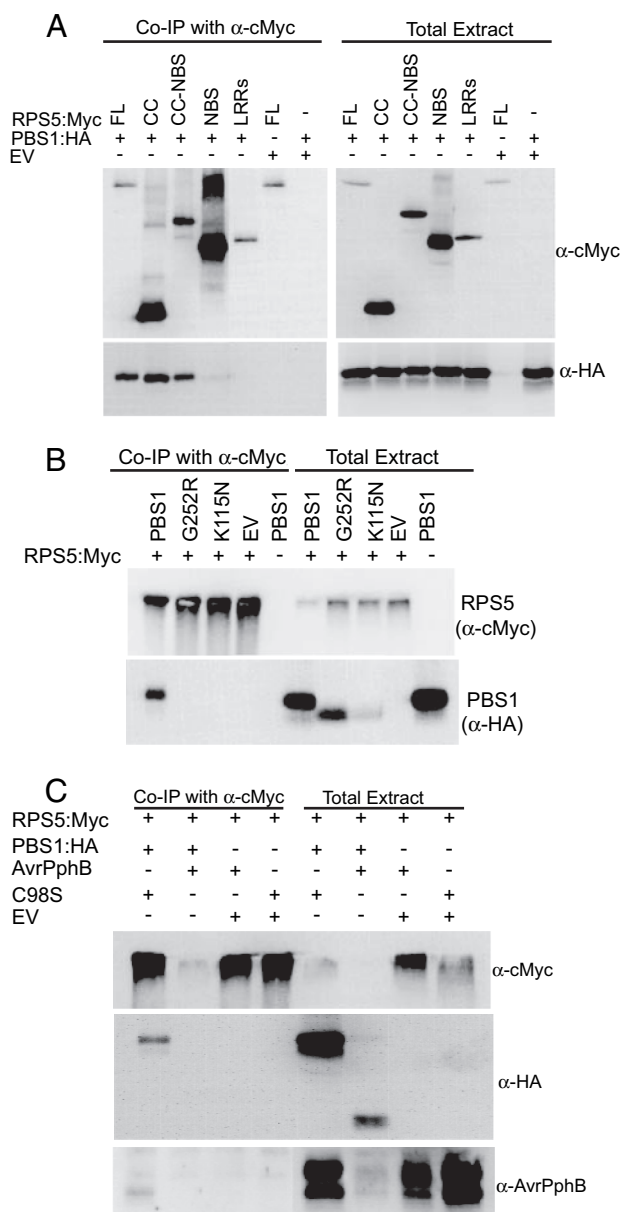 A
Co-IP with α-cMyc Total Extract
RPS5:Myc FL CC CC-NBS NBS LRRs FL - FL CC CC-NBS NBS LRRs FL -
PBS1:HA + + + + + - + + + + + + - +
EV - - - - - + + - - - - - + +
α-cMyc
α-HA
B
Co-IP with α-cMyc Total Extract
PBS1 G252R K115N EV PBS1 PBS1 G252R K115N EV PBS1
RPS5:Myc + + + + - + + + + -
RPS5
(α-cMyc)
PBS1
(α-HA)
C
Co-IP with α-cMyc Total Extract
RPS5:Myc + + + + + + + +
PBS1:HA + + - - + + - -
AvrPphB - + + - - + + -
C98S + - - + + - - +
EV - - + + - - + +
α-cMyc
α-HA
α-AvrPphB